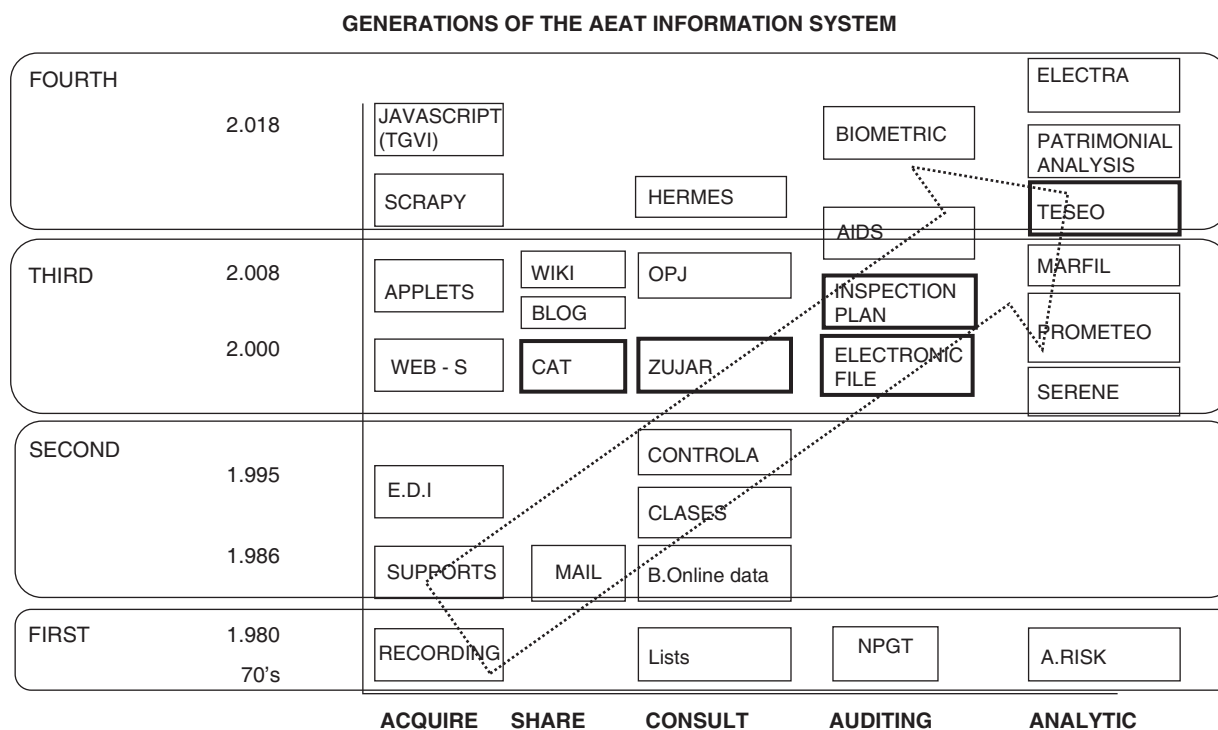 GENERATIONS OF THE AEAT INFORMATION SYSTEM
FOURTH
2.018
JAVASCRIPT
(TGVI)
SCRAPY
HERMES
BIOMETRIC
AIDS
ELECTRA
PATRIMONIAL
ANALYSIS
TESEO
THIRD
2.008
2.000
APPLETS
WEB - S
WIKI
BLOG
CAT
OPJ
ZUJAR
INSPECTION
PLAN
ELECTRONIC
FILE
MARFIL
PROMETEO
SERENE
SECOND
1.995
1.986
E.D.I
SUPPORTS
MAIL
CONTROLA
CLASES
B.Online data
FIRST
1.980
70's
RECORDING
Lists
NPGT
A.RISK
ACQUIRE
SHARE
CONSULT
AUDITING
ANALYTIC